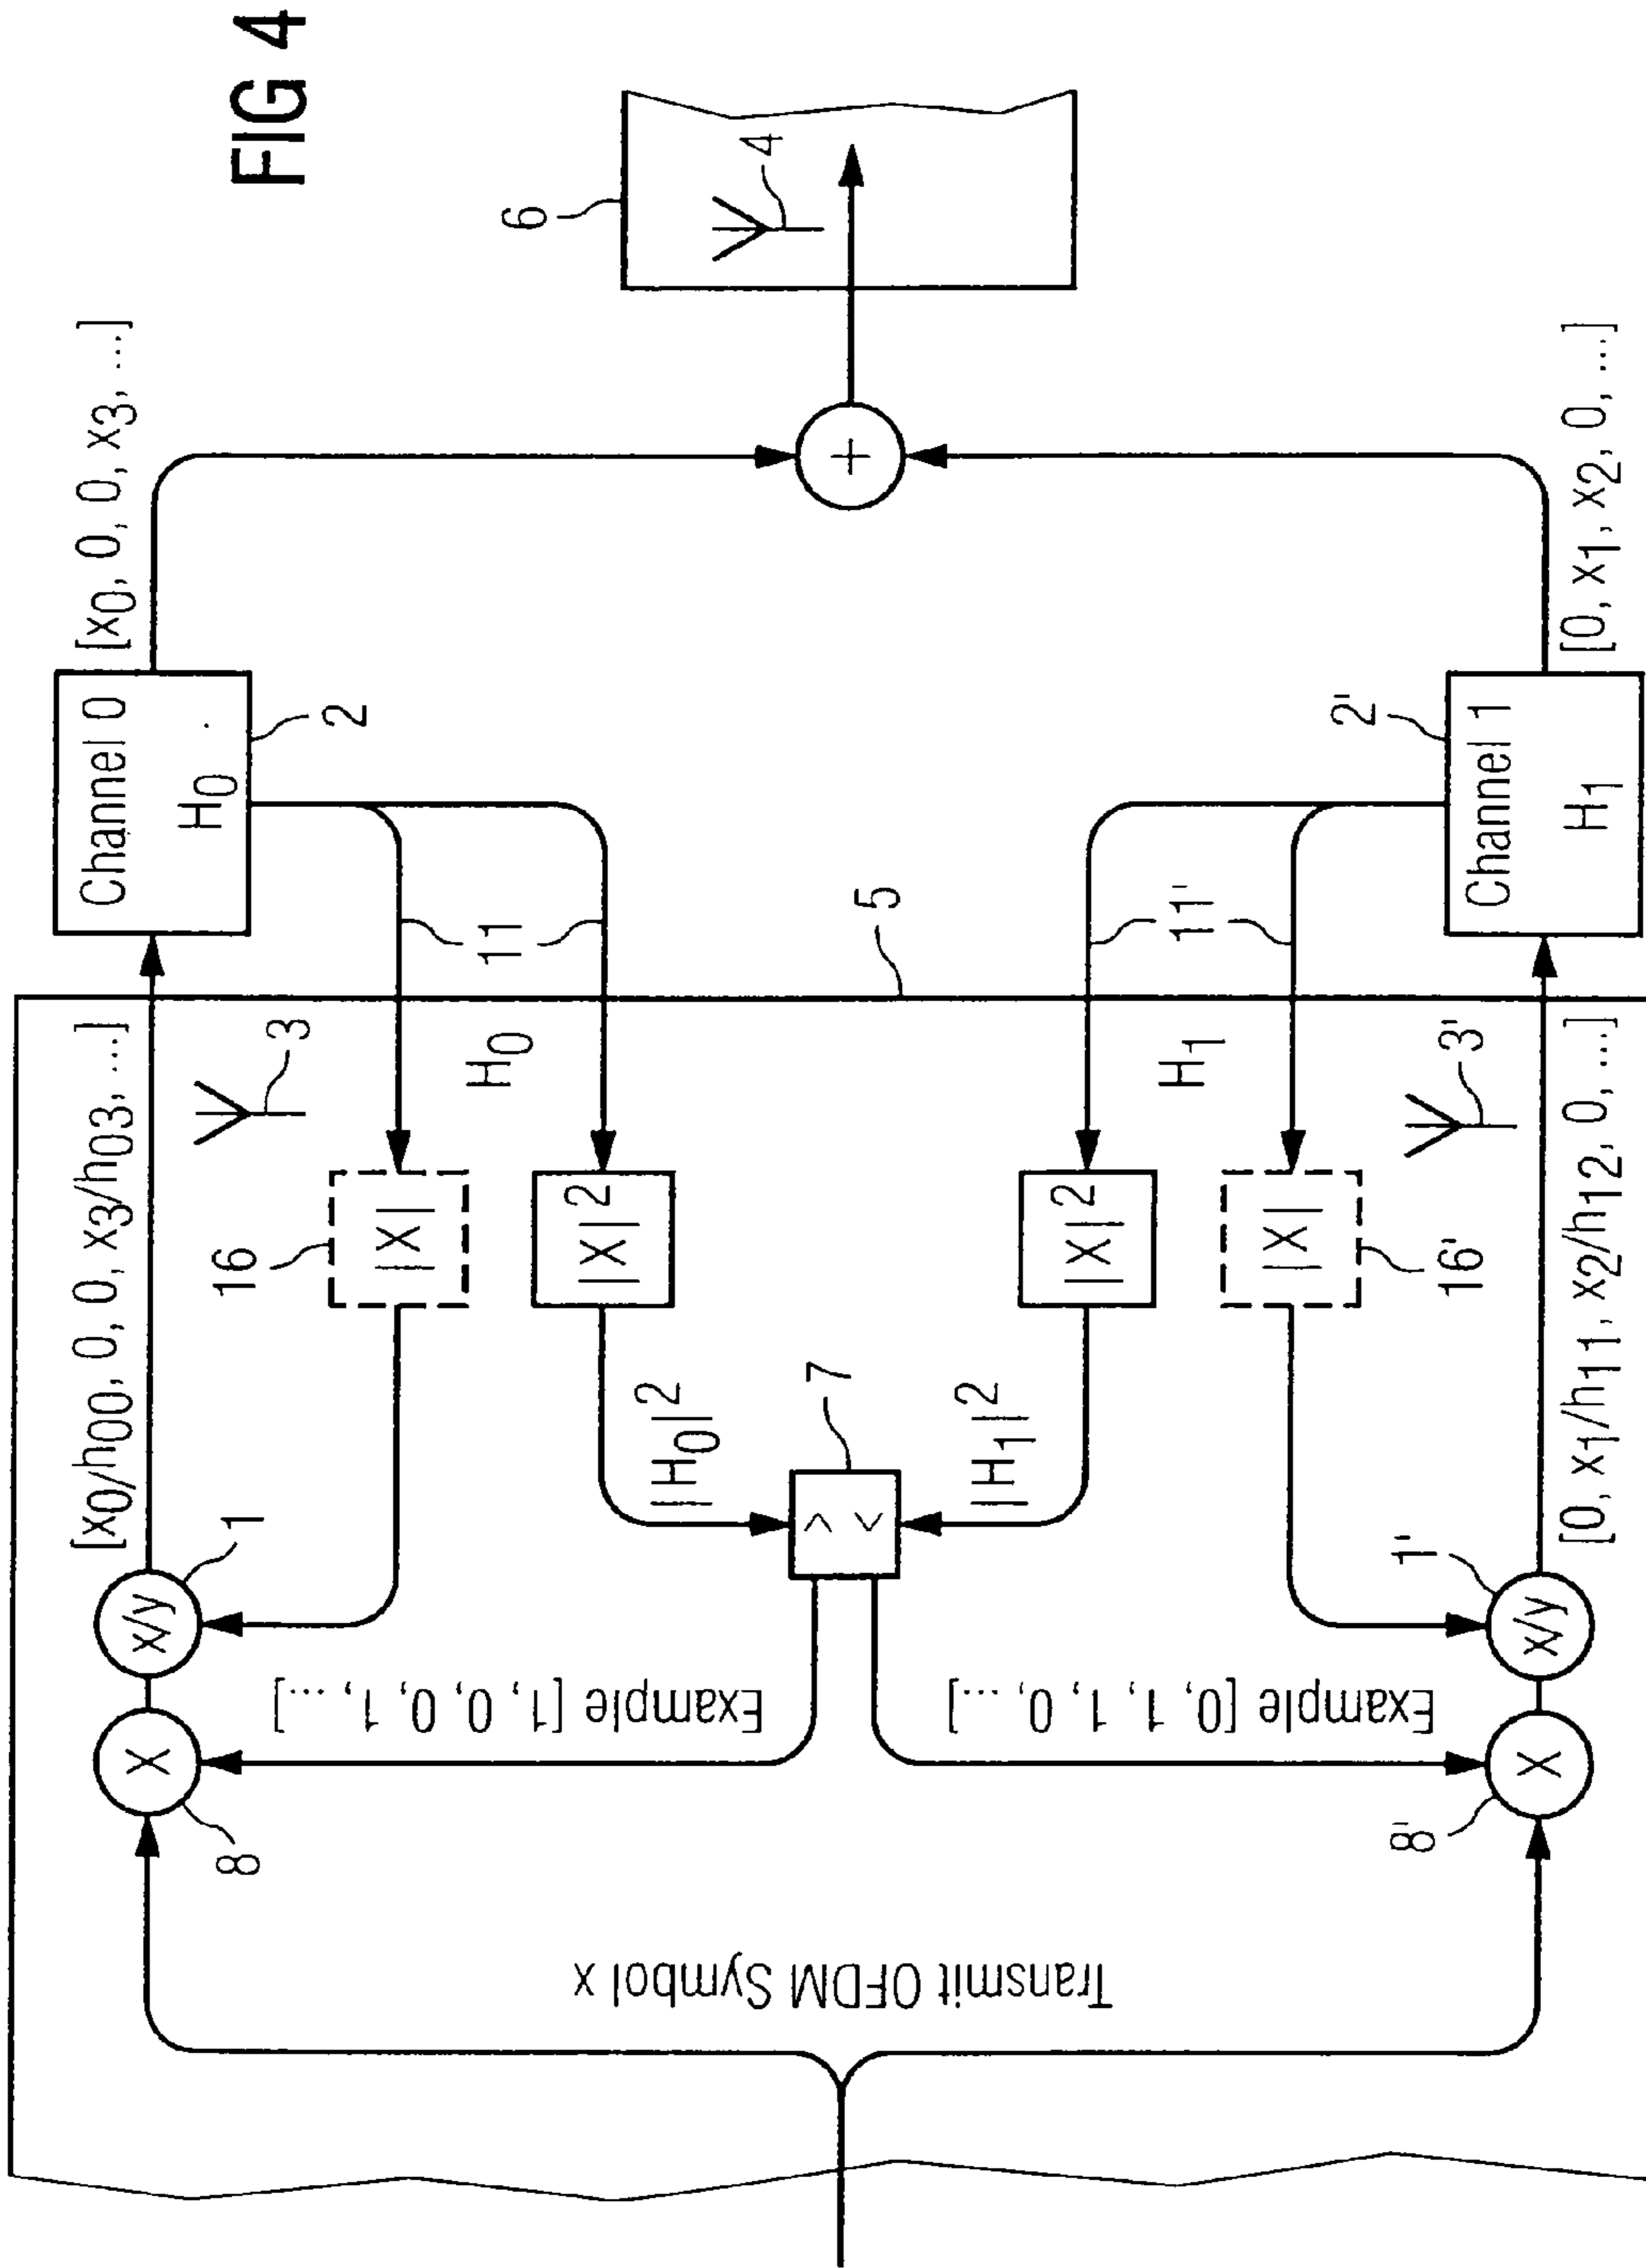 FIG 4
[x0/h00, 0, 0, x3/h03, ...]
[x0, 0, 0, x3, ...]
8
X
x/y
1
3
Channel 0
H0
2
16
|X|
11
H0
|X|²
|H0|²
Example [1, 0, 0, 1, ...]
Transmit OFDM Symbol x
7
>
<
5
+
6
4
Example [0, 1, 1, 0, ...]
|H1|²
|X|²
H1
11'
|X|
16'
8'
X
x/y
1'
3'
2'
Channel 1
H1
[0, x1/h11, x2/h12, 0, ...]
[0, x1, x2, 0, ...]